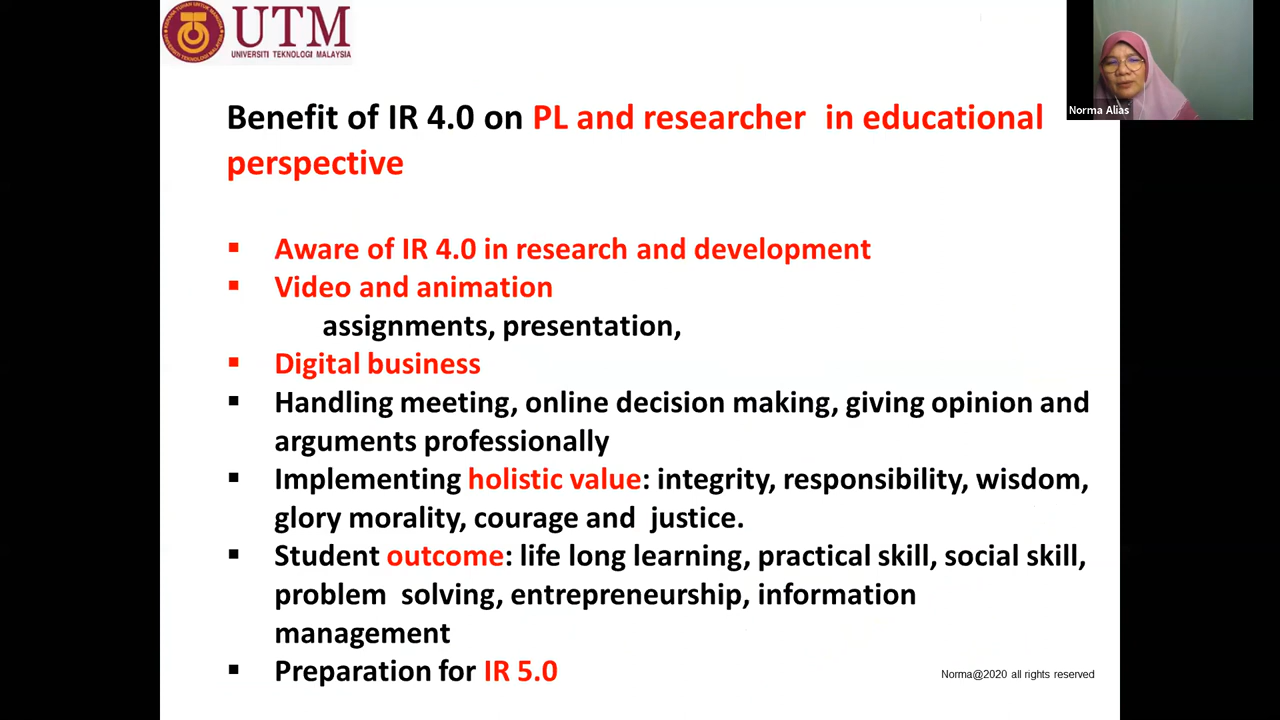 UTM
UNIVERSITI TEKNOLOGI MALAYSIA
Norma Alias
Benefit of IR 4.0 on PL and researcher in educational
perspective
▪ Aware of IR 4.0 in research and development
▪ Video and animation
assignments, presentation,
▪ Digital business
▪ Handling meeting, online decision making, giving opinion and
arguments professionally
▪ Implementing holistic value: integrity, responsibility, wisdom,
glory morality, courage and justice.
▪ Student outcome: life long learning, practical skill, social skill,
problem solving, entrepreneurship, information
management
▪ Preparation for IR 5.0
Norma@2020 all rights reserved